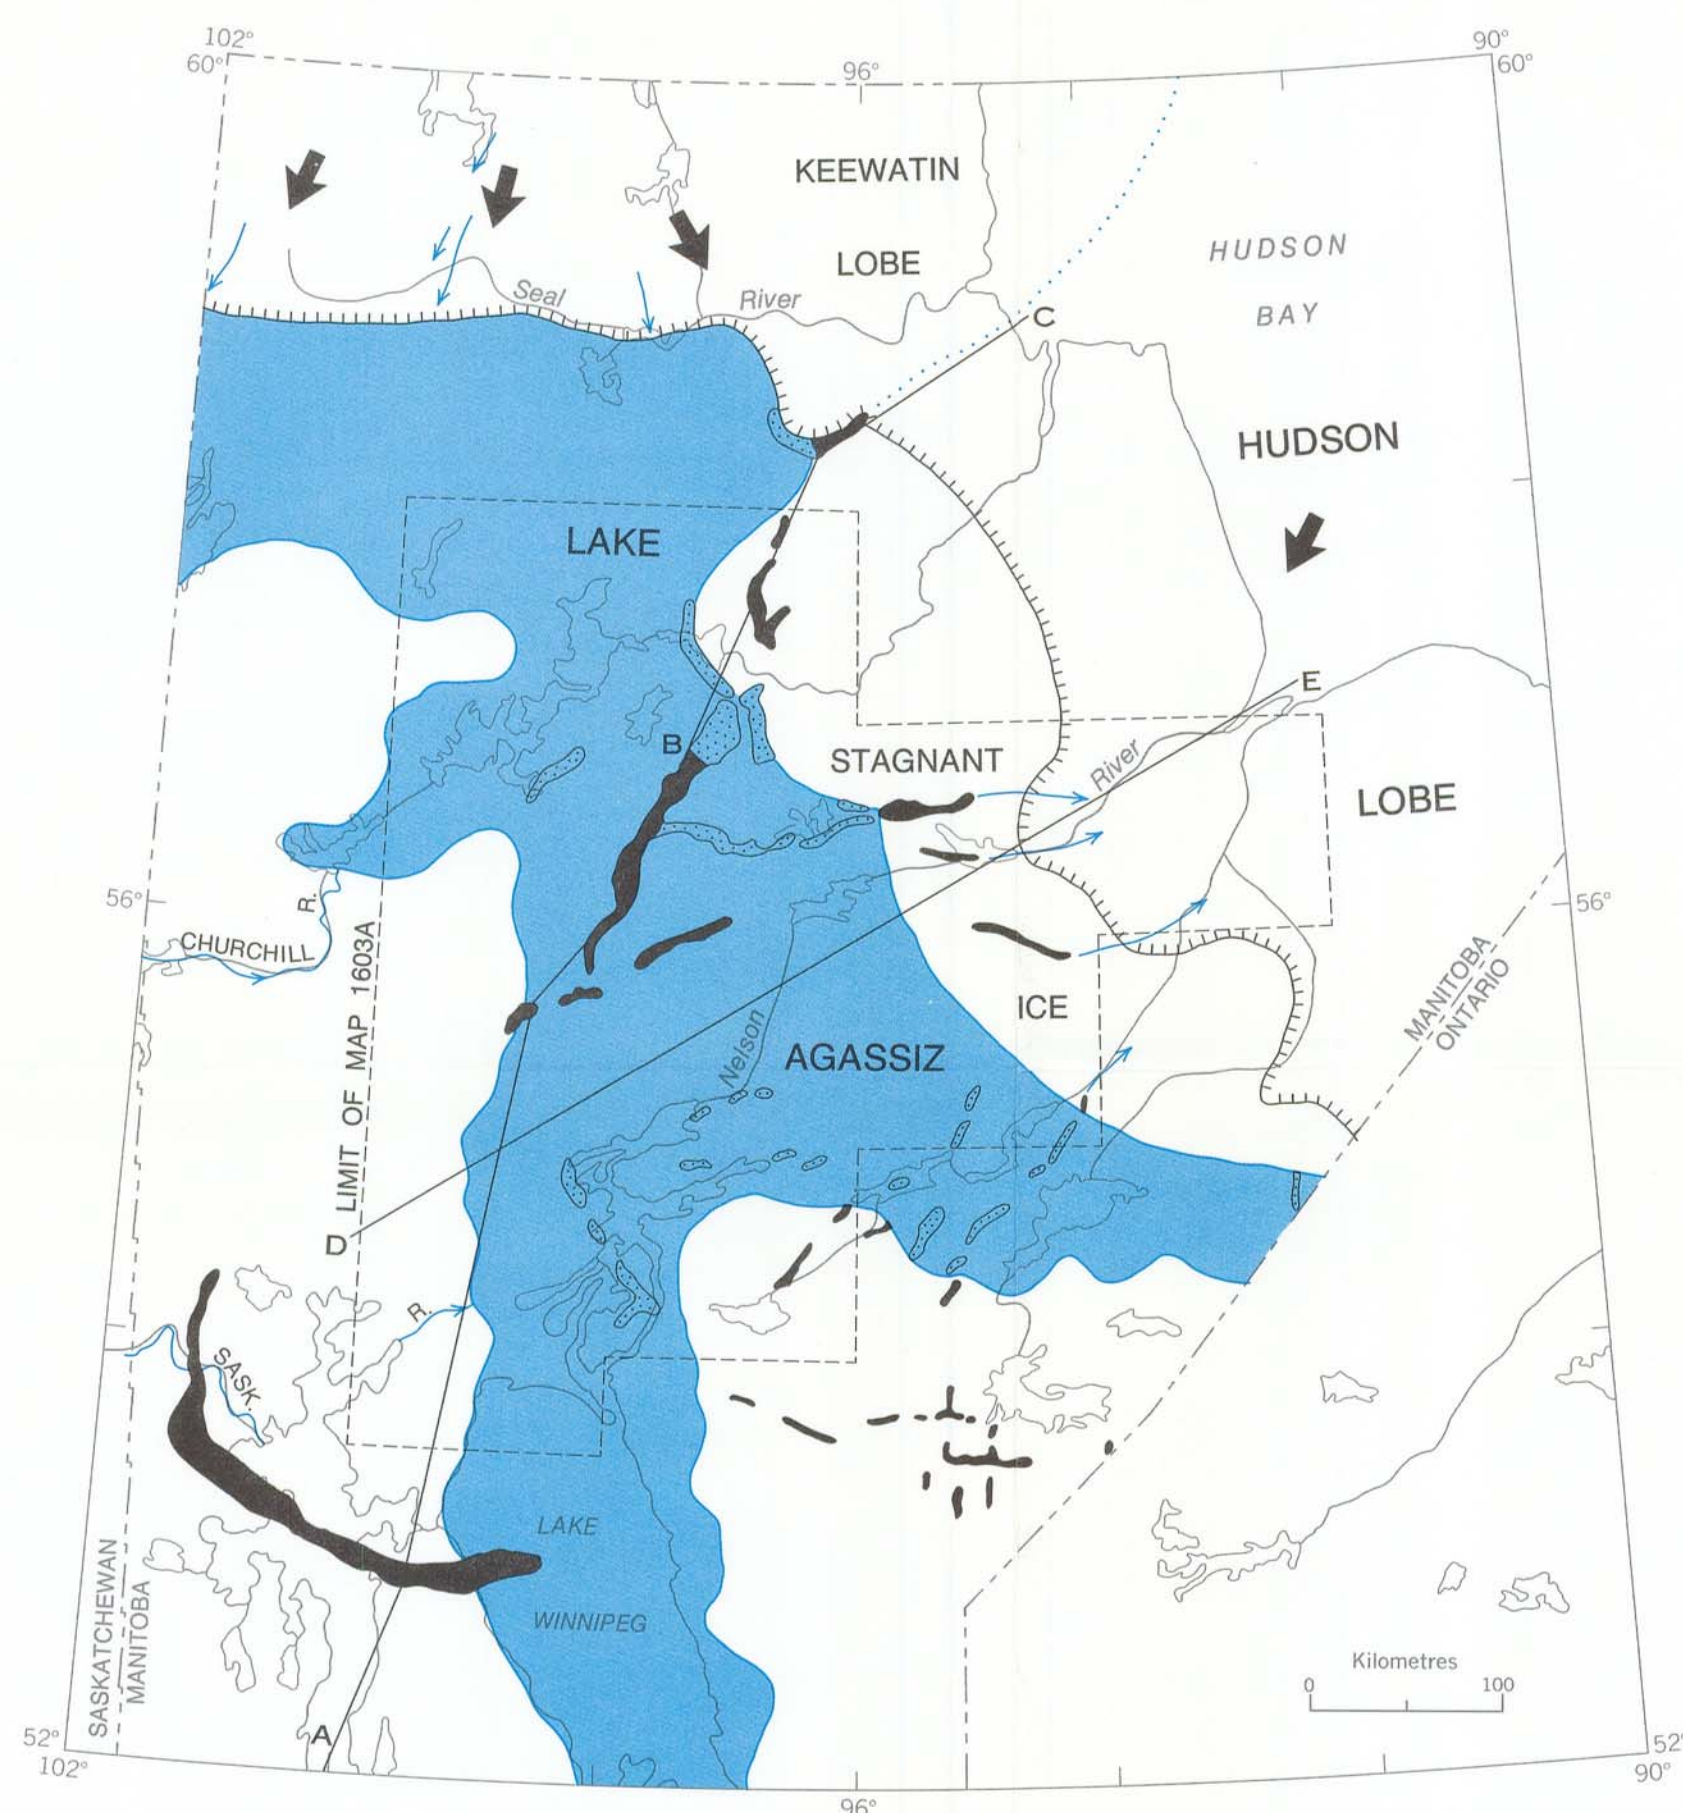 102°
90°
60°
96°
60°
KEEWATIN
HUDSON
LOBE
Seal
River
BAY
C
HUDSON
LAKE
E
B
STAGNANT
River
LOBE
56°
R.
56°
CHURCHILL
LIMIT OF MAP 1603A
MANITOBA
ONTARIO
ICE
Nelson
AGASSIZ
D
R.
SASK.
LAKE
SASKATCHEWAN
MANITOBA
WINNIPEG
Kilometres
0 100
A
52°
52°
102°
90°
96°